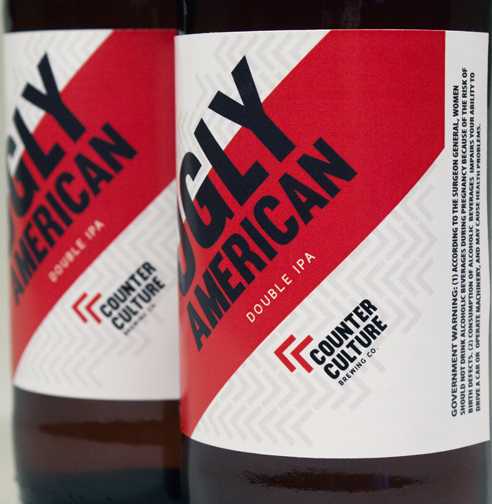 UGLY
AMERICAN
DOUBLE IPA
COUNTER
CULTURE
BREWING CO.
UGLY
AMERICAN
DOUBLE IPA
COUNTER
CULTURE
BREWING CO.
GOVERNMENT WARNING: (1) ACCORDING TO THE SURGEON GENERAL, WOMEN
SHOULD NOT DRINK ALCOHOLIC BEVERAGES DURING PREGNANCY BECAUSE OF THE RISK OF
BIRTH DEFECTS. (2) CONSUMPTION OF ALCOHOLIC BEVERAGES IMPAIRS YOUR ABILITY TO
DRIVE A CAR OR OPERATE MACHINERY, AND MAY CAUSE HEALTH PROBLEMS.